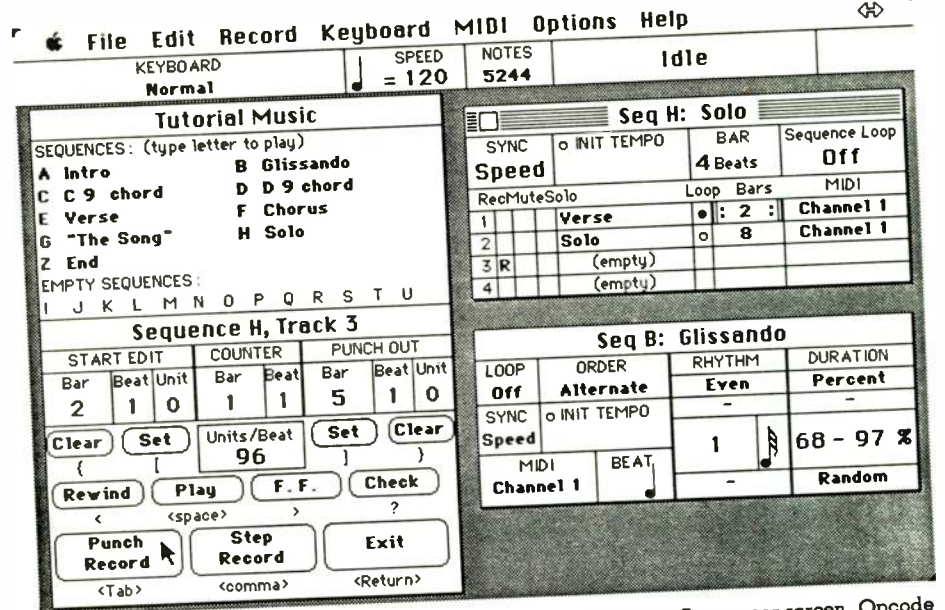 File Edit Record Keyboard MIDI Options Help
KEYBOARD
Normal
SPEED
= 120
NOTES
5244
Idle
Tutorial Music
SEQUENCES: (type letter to play)
A Intro B Glissando
C C 9 chord D D 9 chord
E Verse F Chorus
G "The Song" H Solo
Z End
EMPTY SEQUENCES:
I J K L M N O P Q R S T U
Sequence H, Track 3
START EDIT COUNTER PUNCH OUT
Bar Beat Unit Bar Beat Bar Beat Unit
2 1 0 1 1 5 1 0
Clear Set Units/Beat Set Clear
96
{ [ ] }
Rewind Play F.F. Check
< <space> > ?
Punch Record
Step Record
Exit
<Tab> <comma> <Return>
Seq H: Solo
SYNC
Speed
INIT TEMPO
BAR
4 Beats
Sequence Loop
Off
RecMuteSolo Loop Bars MIDI
1 Verse : 2 : Channel 1
2 Solo 8 Channel 1
3 R (empty)
4 (empty)
Seq B: Glissando
LOOP
Off
ORDER
Alternate
RHYTHM
Even
-
1
-
DURATION
Percent
-
68 - 97 %
Random
SYNC
Speed
INIT TEMPO
MIDI
Channel 1
BEAT
screen. Opcode